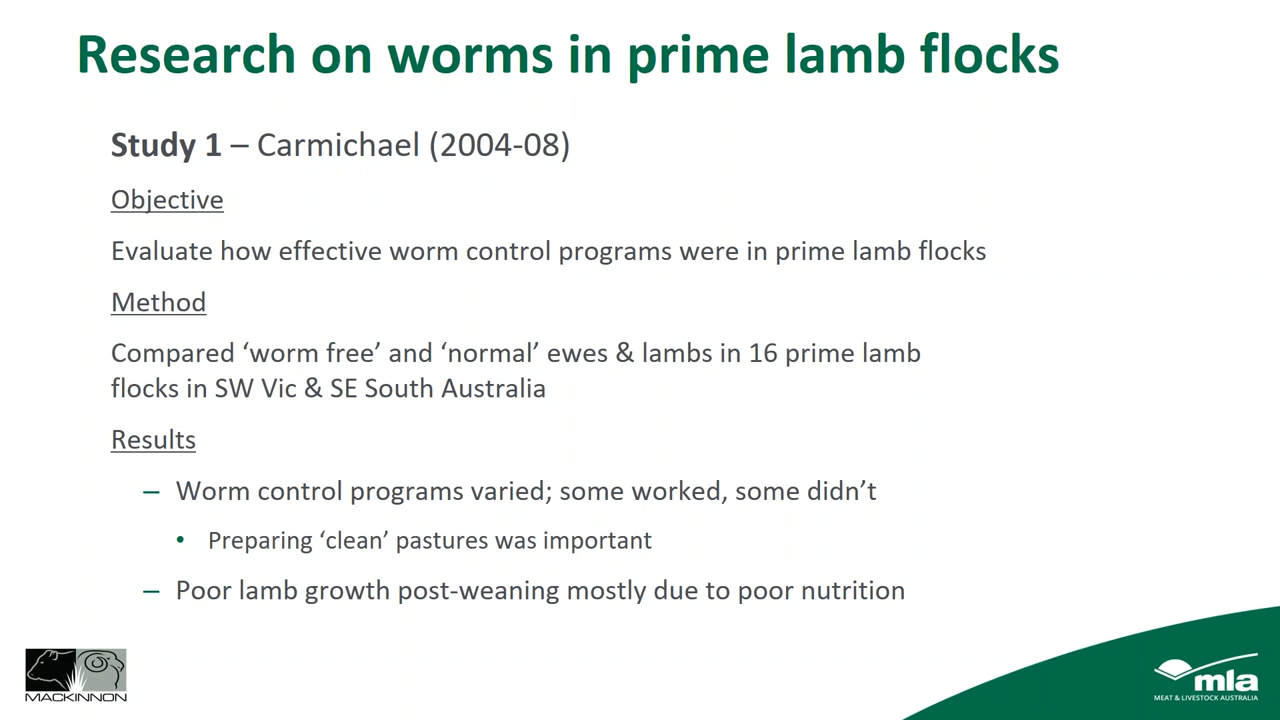 Research on worms in prime lamb flocks
Study 1 – Carmichael (2004-08)
Objective
Evaluate how effective worm control programs were in prime lamb flocks
Method
Compared ‘worm free’ and ‘normal’ ewes & lambs in 16 prime lamb
flocks in SW Vic & SE South Australia
Results
– Worm control programs varied; some worked, some didn’t
• Preparing ‘clean’ pastures was important
– Poor lamb growth post-weaning mostly due to poor nutrition
MACKINNON
mla
MEAT & LIVESTOCK AUSTRALIA